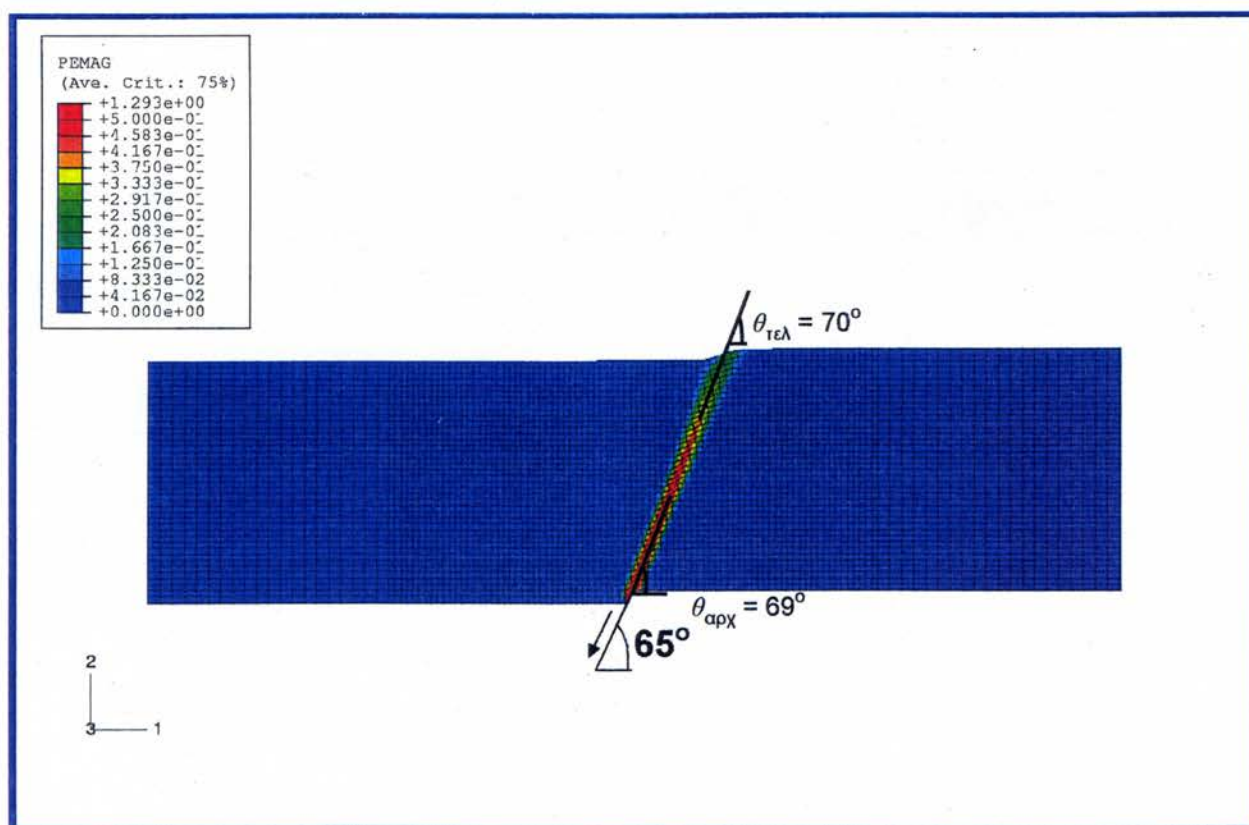 PEMAG
(Ave. Crit.: 75%)
+1.293e+00
+5.000e-01
+4.583e-01
+4.167e-01
+3.750e-01
+3.333e-01
+2.917e-01
+2.500e-01
+2.083e-01
+1.667e-01
+1.250e-01
+8.333e-02
+4.167e-02
+0.000e+00
θτελ = 70°
θαρχ = 69°
65°
2
3 1